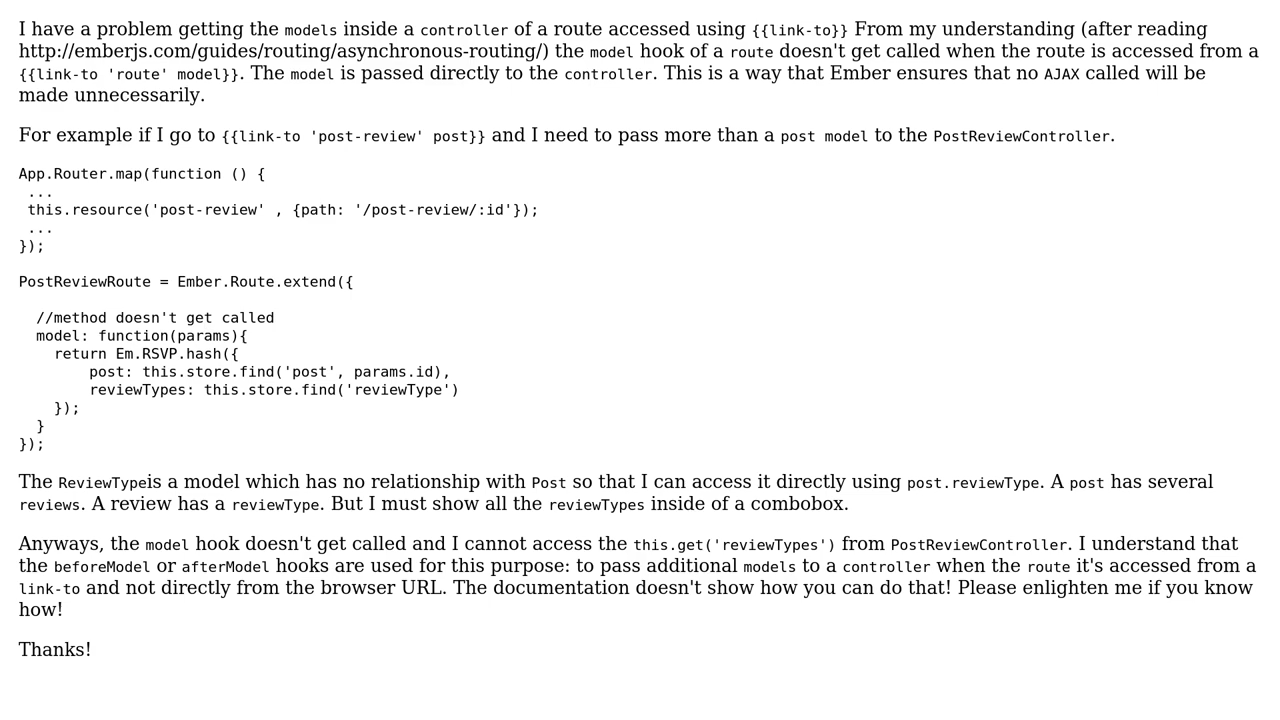 I have a problem getting the models inside a controller of a route accessed using {{link-to}} From my understanding (after reading
http://emberjs.com/guides/routing/asynchronous-routing/) the model hook of a route doesn't get called when the route is accessed from a
{{link-to 'route' model}}. The model is passed directly to the controller. This is a way that Ember ensures that no AJAX called will be
made unnecessarily.
For example if I go to {{link-to 'post-review' post}} and I need to pass more than a post model to the PostReviewController.
App.Router.map(function () {
 ...
 this.resource('post-review' , {path: '/post-review/:id'});
 ...
});
PostReviewRoute = Ember.Route.extend({
  //method doesn't get called
  model: function(params){
    return Em.RSVP.hash({
        post: this.store.find('post', params.id),
        reviewTypes: this.store.find('reviewType')
    });
  }
});
The ReviewTypeis a model which has no relationship with Post so that I can access it directly using post.reviewType. A post has several
reviews. A review has a reviewType. But I must show all the reviewTypes inside of a combobox.
Anyways, the model hook doesn't get called and I cannot access the this.get('reviewTypes') from PostReviewController. I understand that
the beforeModel or afterModel hooks are used for this purpose: to pass additional models to a controller when the route it's accessed from a
link-to and not directly from the browser URL. The documentation doesn't show how you can do that! Please enlighten me if you know
how!
Thanks!